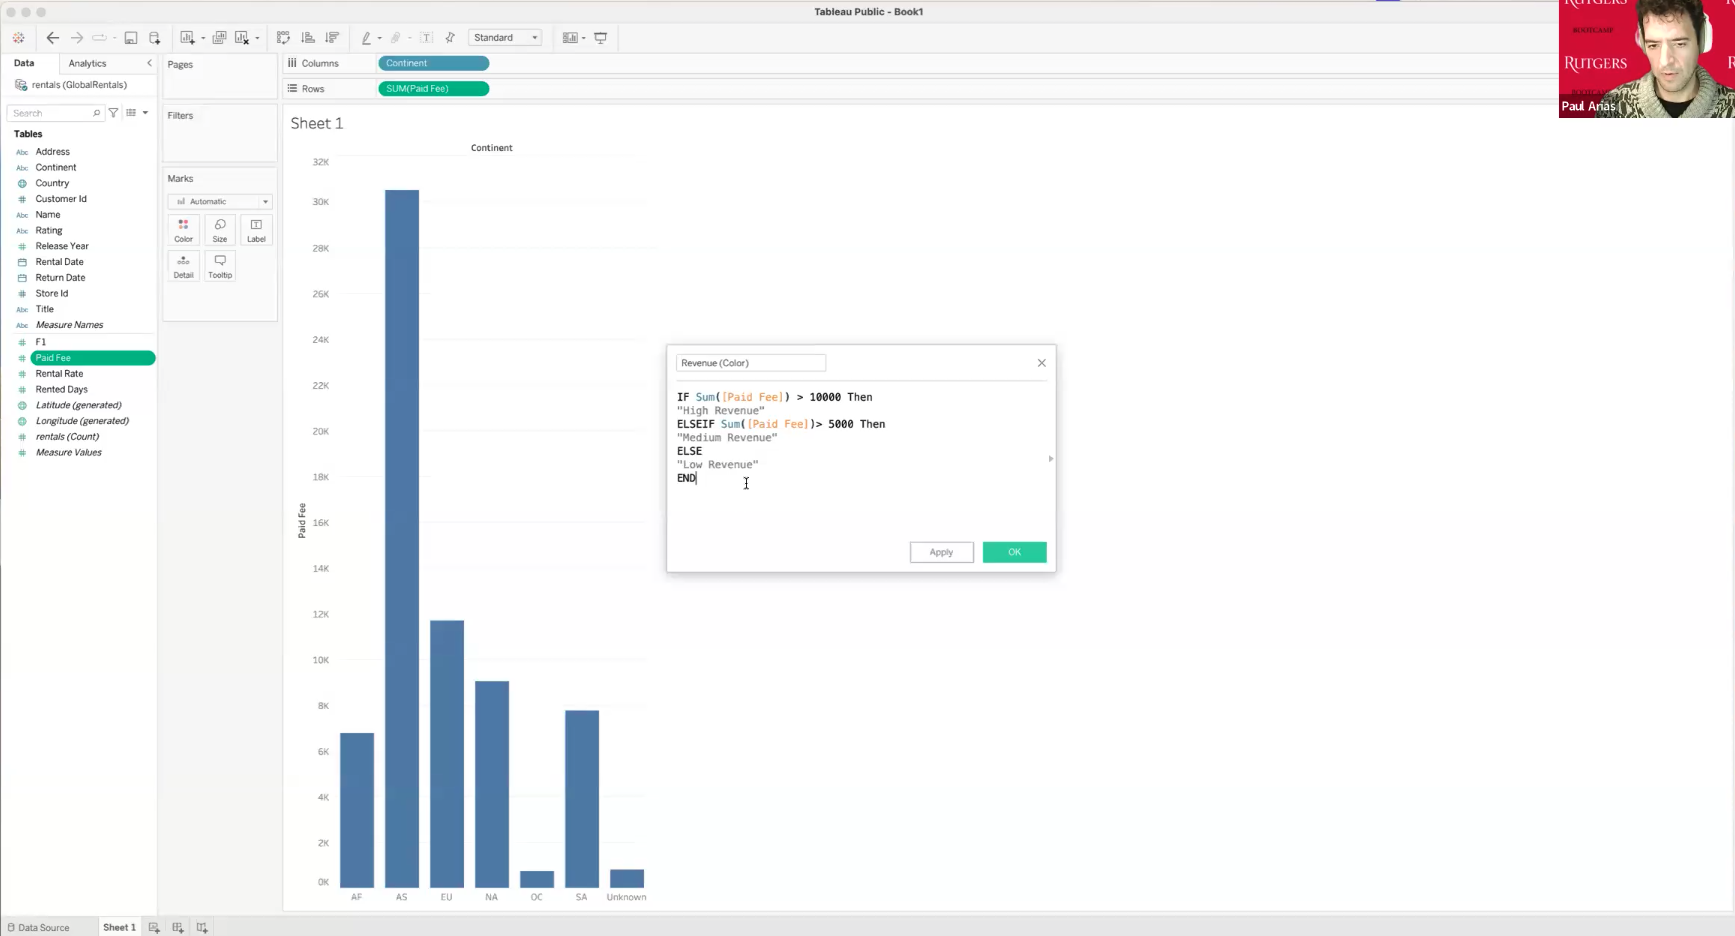 Tableau Public - Book1
RUTGERS
BOOTCAMP
RUTGERS
Paul Arias
Standard
Data
Analytics
rentals (GlobalRentals)
Search
Tables
Abc Address
Abc Continent
Country
# Customer Id
Abc Name
Abc Rating
# Release Year
Rental Date
Return Date
# Store Id
Abc Title
Abc Measure Names
# F1
# Paid Fee
# Rental Rate
# Rented Days
Latitude (generated)
Longitude (generated)
# rentals (Count)
# Measure Values
Pages
Filters
Marks
Automatic
Color
Size
Label
Detail
Tooltip
Columns
Continent
Rows
SUM(Paid Fee)
Sheet 1
Continent
32K
30K
28K
26K
24K
22K
20K
18K
16K
14K
12K
10K
8K
6K
4K
2K
0K
Paid Fee
AF
AS
EU
NA
OC
SA
Unknown
Revenue (Color)
IF Sum([Paid Fee]) > 10000 Then
"High Revenue"
ELSEIF Sum([Paid Fee])> 5000 Then
"Medium Revenue"
ELSE
"Low Revenue"
END
Apply
OK
Data Source
Sheet 1